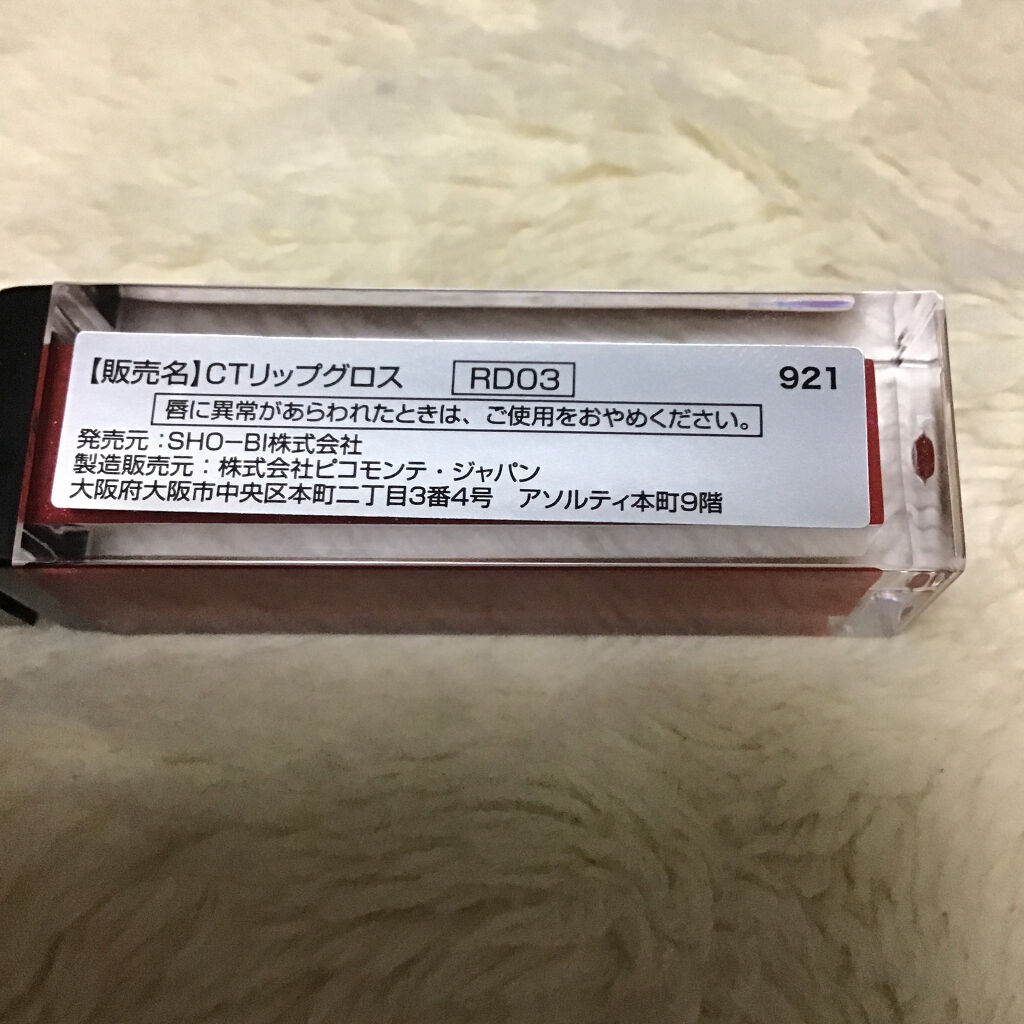 【販売名】CTリップグロス RD03 921
唇に異常があらわれたときは、ご使用をおやめください。
発売元：SHO-BI株式会社
製造販売元：株式会社ピコモンテ・ジャパン
大阪府大阪市中央区本町二丁目3番4号 アソルティ本町9階